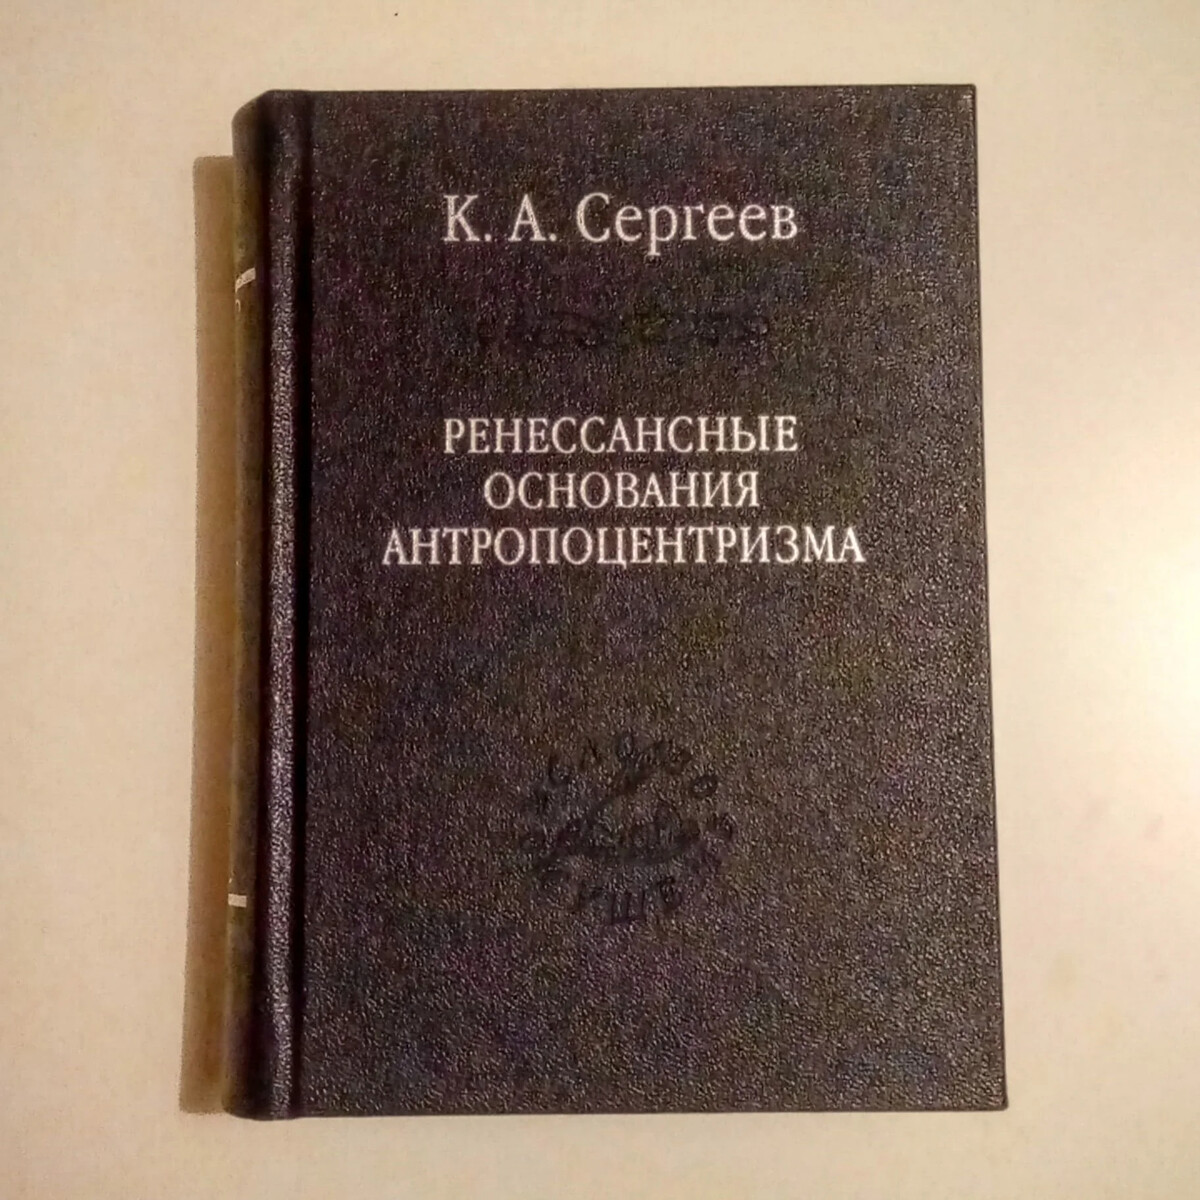 К. А. Сергеев
РЕНЕССАНСНЫЕ
ОСНОВАНИЯ
АНТРОПОЦЕНТРИЗМА